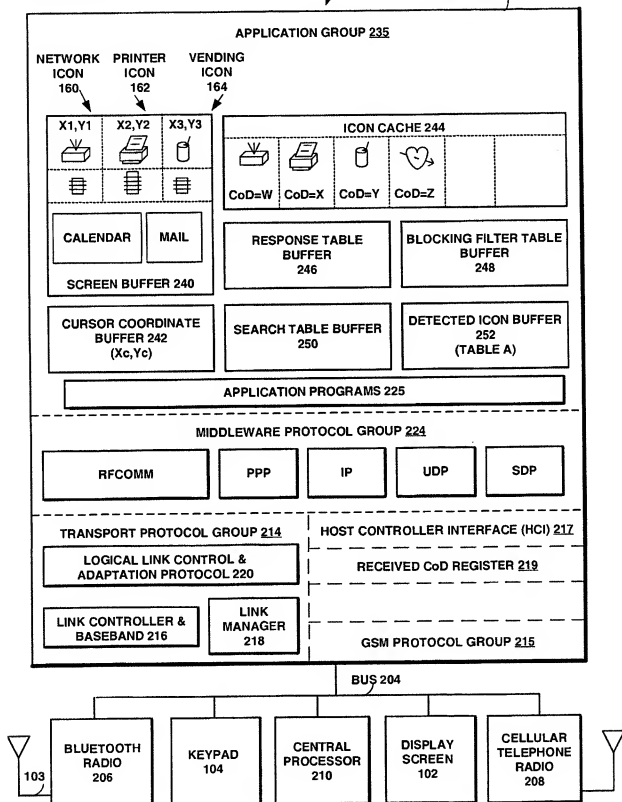 APPLICATION GROUP 235
NETWORK ICON 160
PRINTER ICON 162
VENDING ICON 164
X1,Y1
X2,Y2
X3,Y3
CALENDAR
MAIL
SCREEN BUFFER 240
ICON CACHE 244
CoD=W
CoD=X
CoD=Y
CoD=Z
RESPONSE TABLE
BUFFER
246
BLOCKING FILTER TABLE
BUFFER
248
CURSOR COORDINATE
BUFFER 242
(Xc,Yc)
SEARCH TABLE BUFFER
250
DETECTED ICON BUFFER
252
(TABLE A)
APPLICATION PROGRAMS 225
MIDDLEWARE PROTOCOL GROUP 224
RFCOMM
PPP
IP
UDP
SDP
TRANSPORT PROTOCOL GROUP 214
LOGICAL LINK CONTROL &
ADAPTATION PROTOCOL 220
LINK CONTROLLER &
BASEBAND 216
LINK
MANAGER
218
HOST CONTROLLER INTERFACE (HCI) 217
RECEIVED CoD REGISTER 219
GSM PROTOCOL GROUP 215
BUS 204
103
BLUETOOTH
RADIO
206
KEYPAD
104
CENTRAL
PROCESSOR
210
DISPLAY
SCREEN
102
CELLULAR
TELEPHONE
RADIO
208